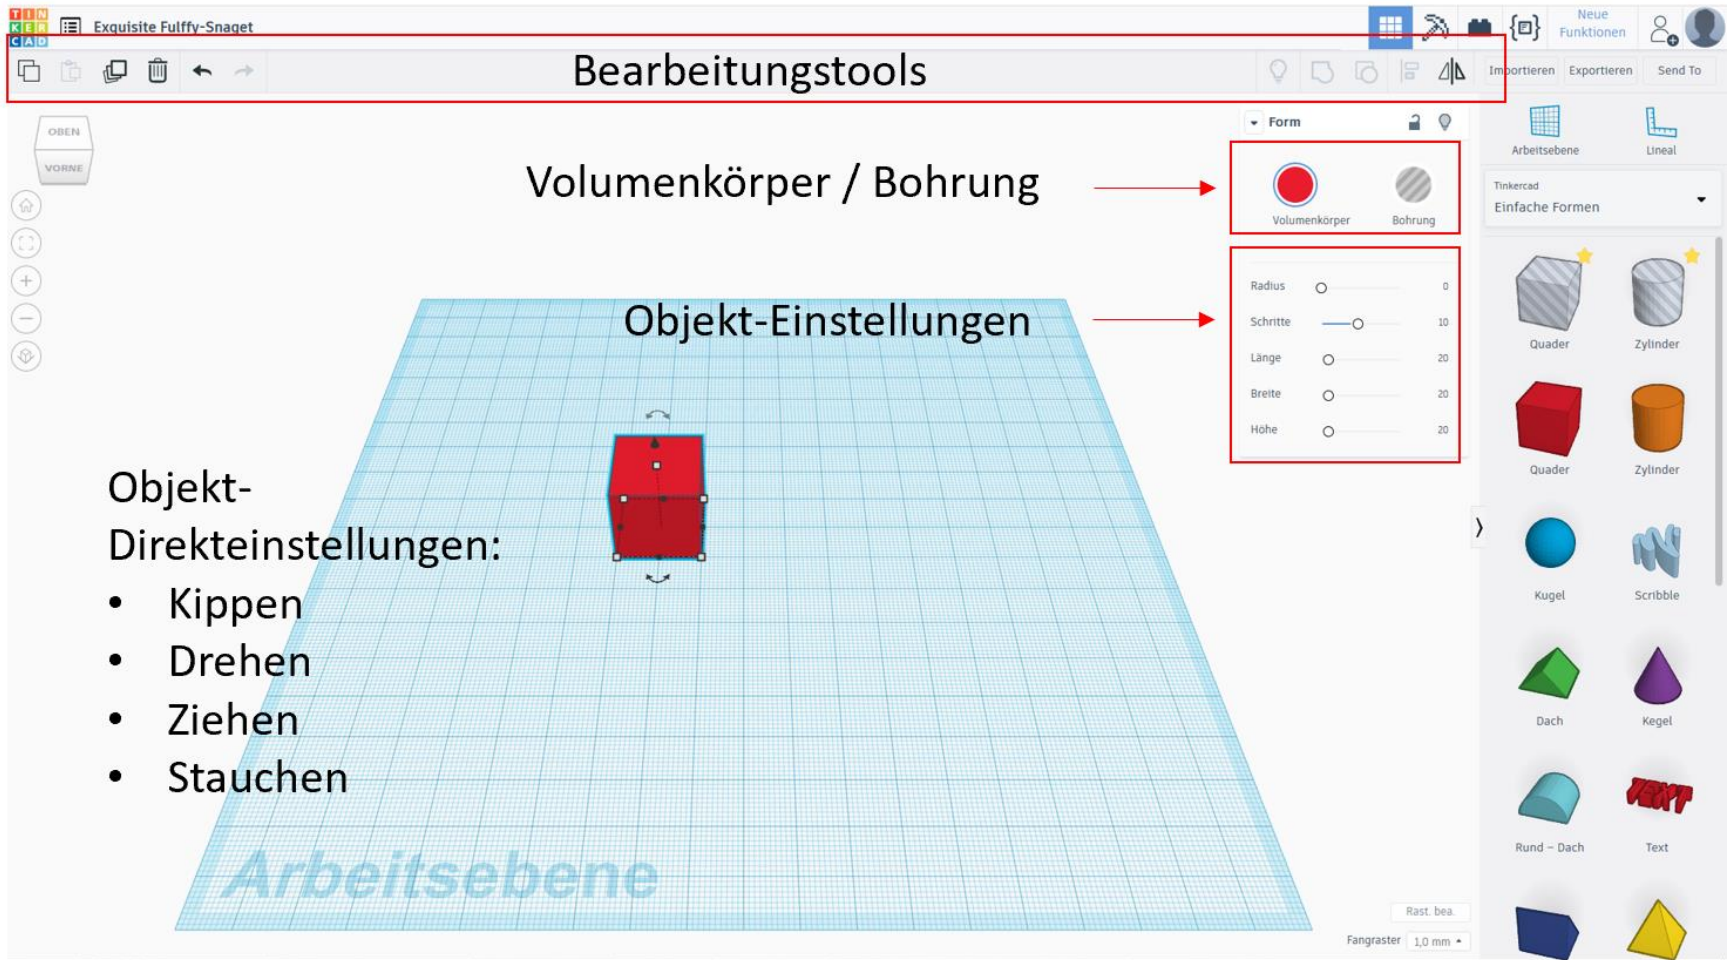 TINKERCAD
Exquisite Fulffy-Snaget
Neue
Funktionen
Bearbeitungstools
Importieren Exportieren Send To
OBEN
VORNE
Form
Arbeitsebene Lineal
Volumenkörper / Bohrung
Volumenkörper Bohrung
Tinkercad
Einfache Formen
Objekt-Einstellungen
Radius 0
Schritte 10
Länge 20
Breite 20
Höhe 20
Quader Zylinder
Quader Zylinder
Kugel Scribble
Dach Kegel
TEXT
Rund - Dach Text
Objekt-
Direkteinstellungen:
• Kippen
• Drehen
• Ziehen
• Stauchen
Arbeitsebene
Rast. bea.
Fangraster 1,0 mm